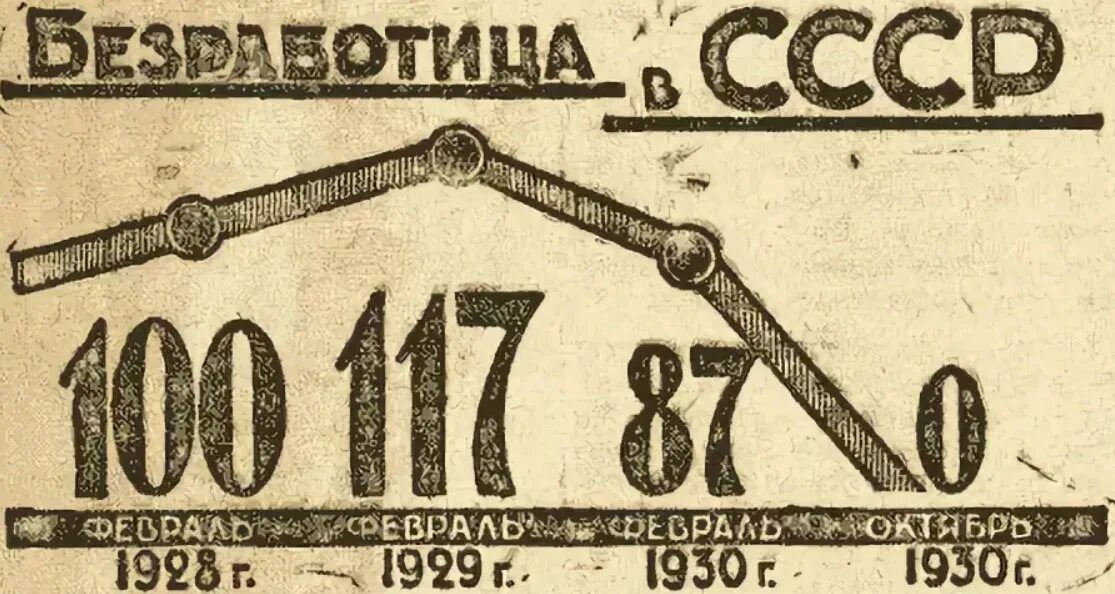 Безработица
в СССР
100 117 87 0
февраль февраль февраль октябрь
1928 г. 1929 г. 1930 г. 1930 г.